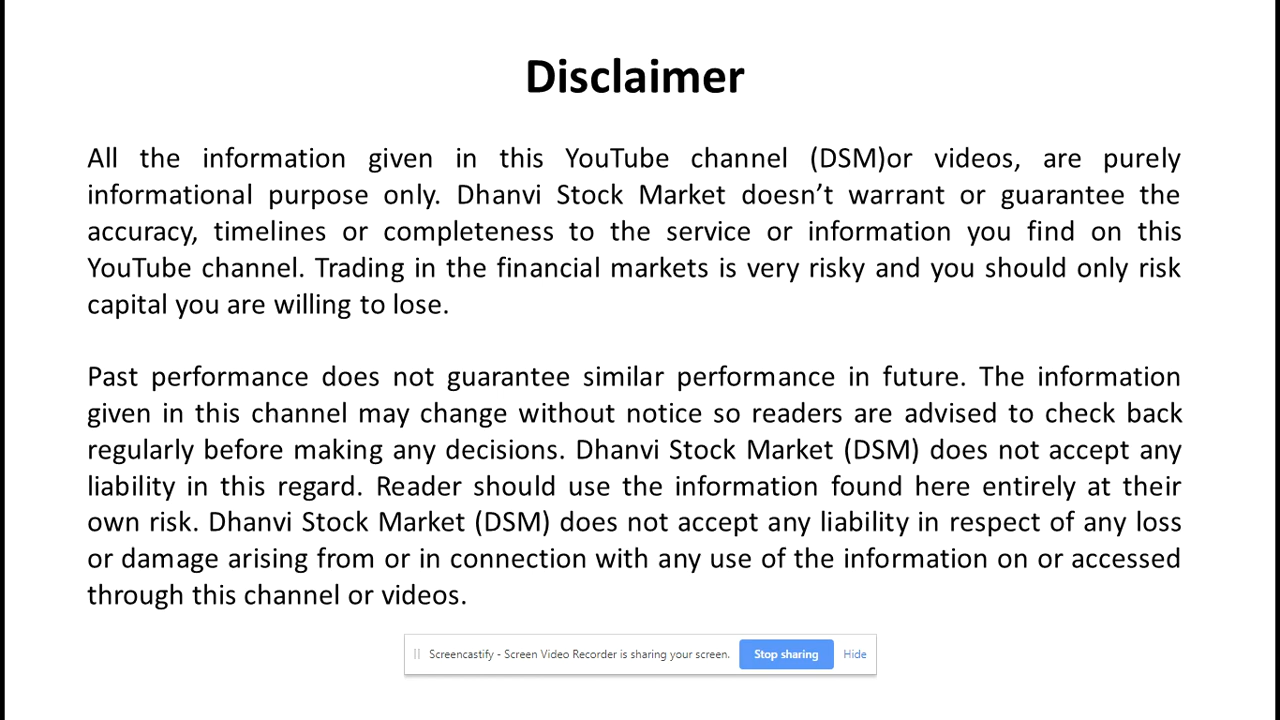 Disclaimer
All the information given in this YouTube channel (DSM)or videos, are purely
informational purpose only. Dhanvi Stock Market doesn’t warrant or guarantee the
accuracy, timelines or completeness to the service or information you find on this
YouTube channel. Trading in the financial markets is very risky and you should only risk
capital you are willing to lose.
Past performance does not guarantee similar performance in future. The information
given in this channel may change without notice so readers are advised to check back
regularly before making any decisions. Dhanvi Stock Market (DSM) does not accept any
liability in this regard. Reader should use the information found here entirely at their
own risk. Dhanvi Stock Market (DSM) does not accept any liability in respect of any loss
or damage arising from or in connection with any use of the information on or accessed
through this channel or videos.
Screencastify - Screen Video Recorder is sharing your screen. Stop sharing Hide